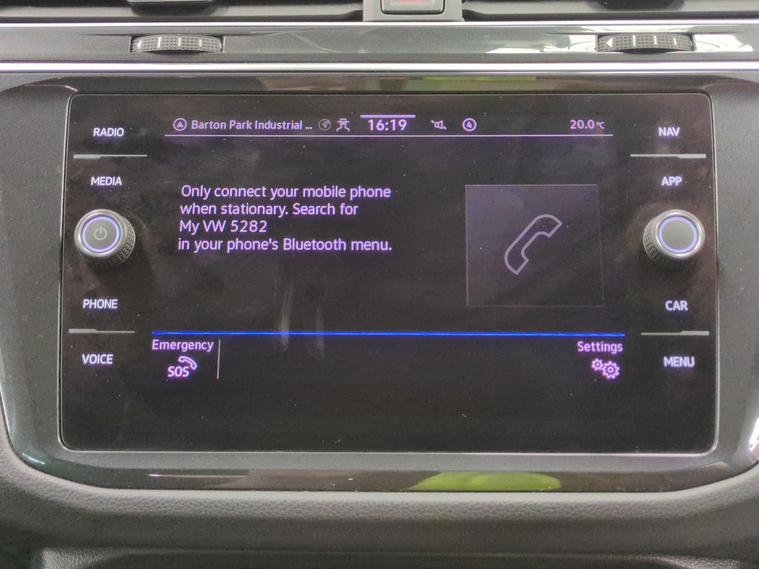 RADIO
Barton Park Industrial ...
16:19
4
20.0°C
NAV
MEDIA
APP
Only connect your mobile phone
when stationary. Search for
My VW 5282
in your phone's Bluetooth menu.
PHONE
CAR
Emergency
SOS
Settings
VOICE
MENU